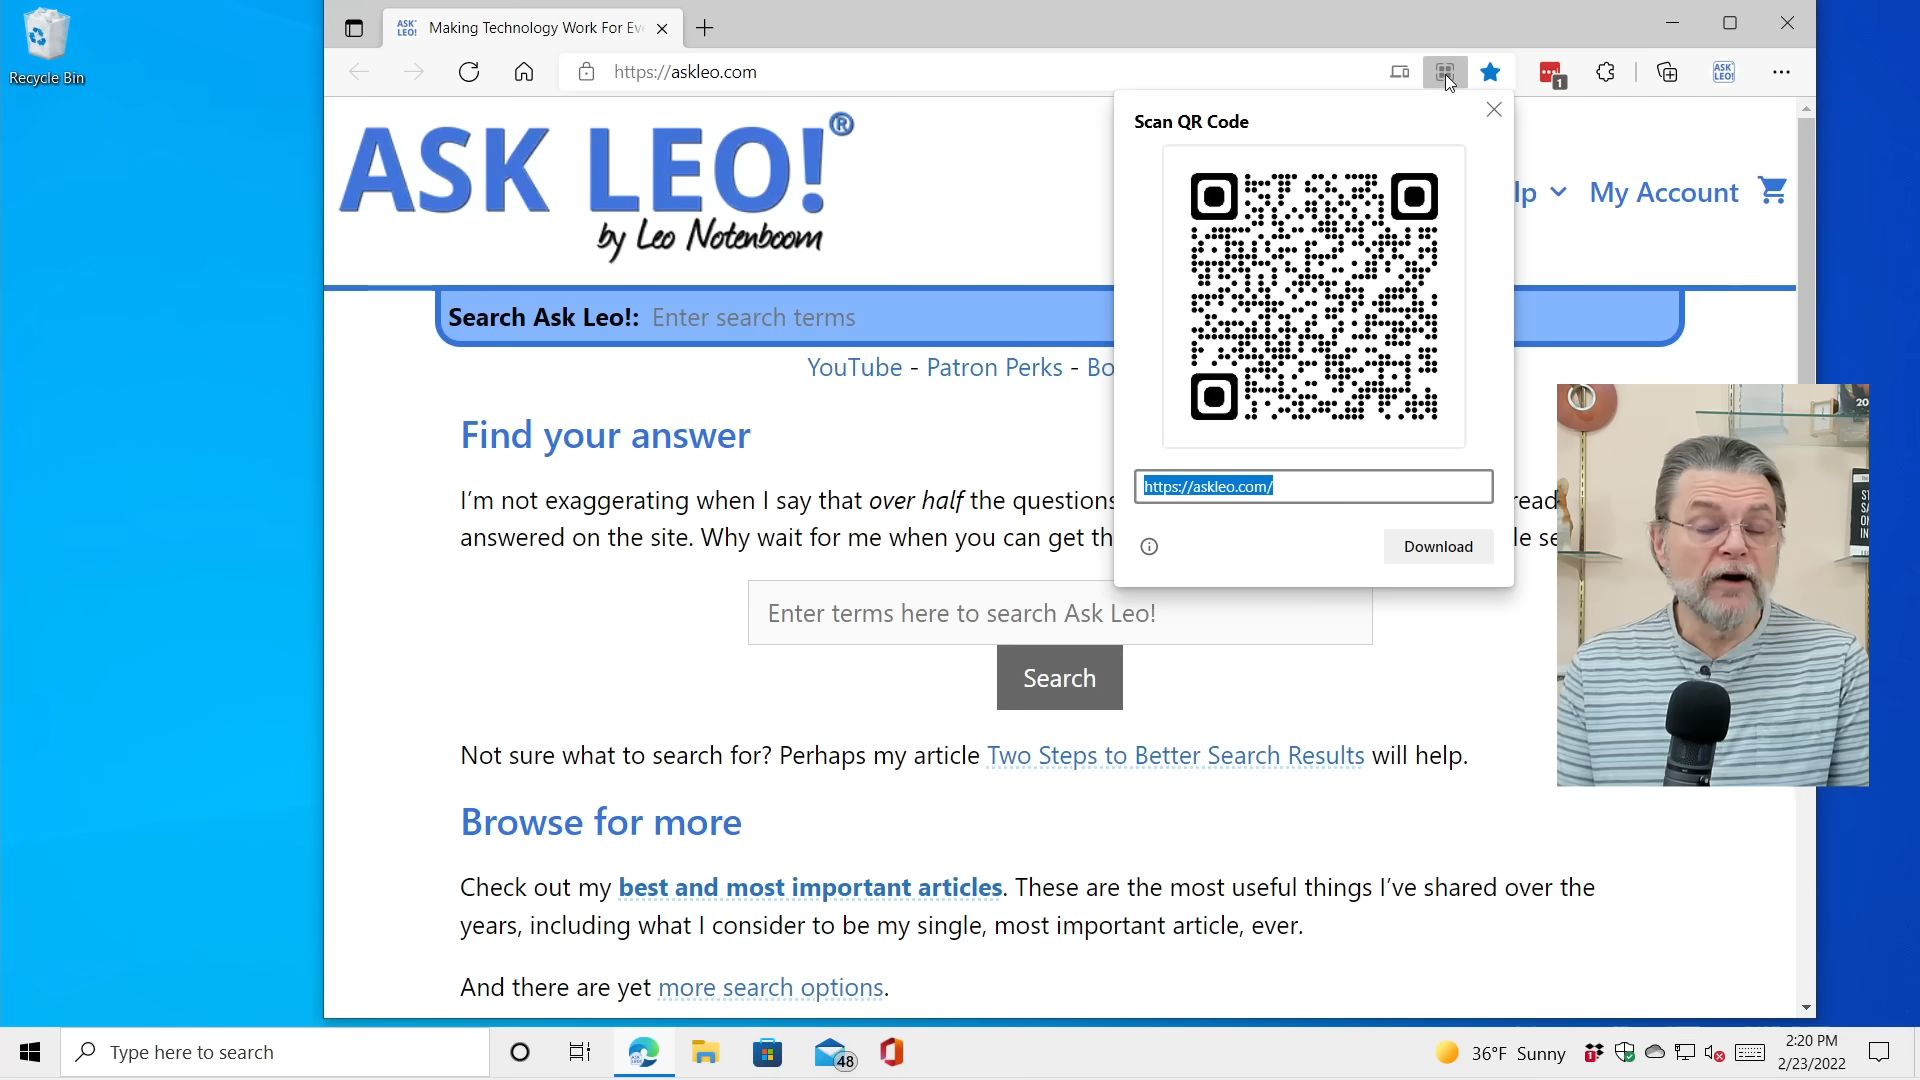 Recycle Bin
ASK LEO!
Making Technology Work For Ev
https://askleo.com
1
ASK LEO!
ASK LEO!®
by Leo Notenboom
lp
My Account
Scan QR Code
Search Ask Leo!: Enter search terms
YouTube - Patron Perks - Bo
https://askleo.com/
Download
Find your answer
I'm not exaggerating when I say that over half the questions
read
answered on the site. Why wait for me when you can get th
le se
Enter terms here to search Ask Leo!
Search
Not sure what to search for? Perhaps my article Two Steps to Better Search Results will help.
Browse for more
Check out my best and most important articles. These are the most useful things I've shared over the
years, including what I consider to be my single, most important article, ever.
And there are yet more search options.
Type here to search
48
36°F Sunny
2:20 PM
2/23/2022